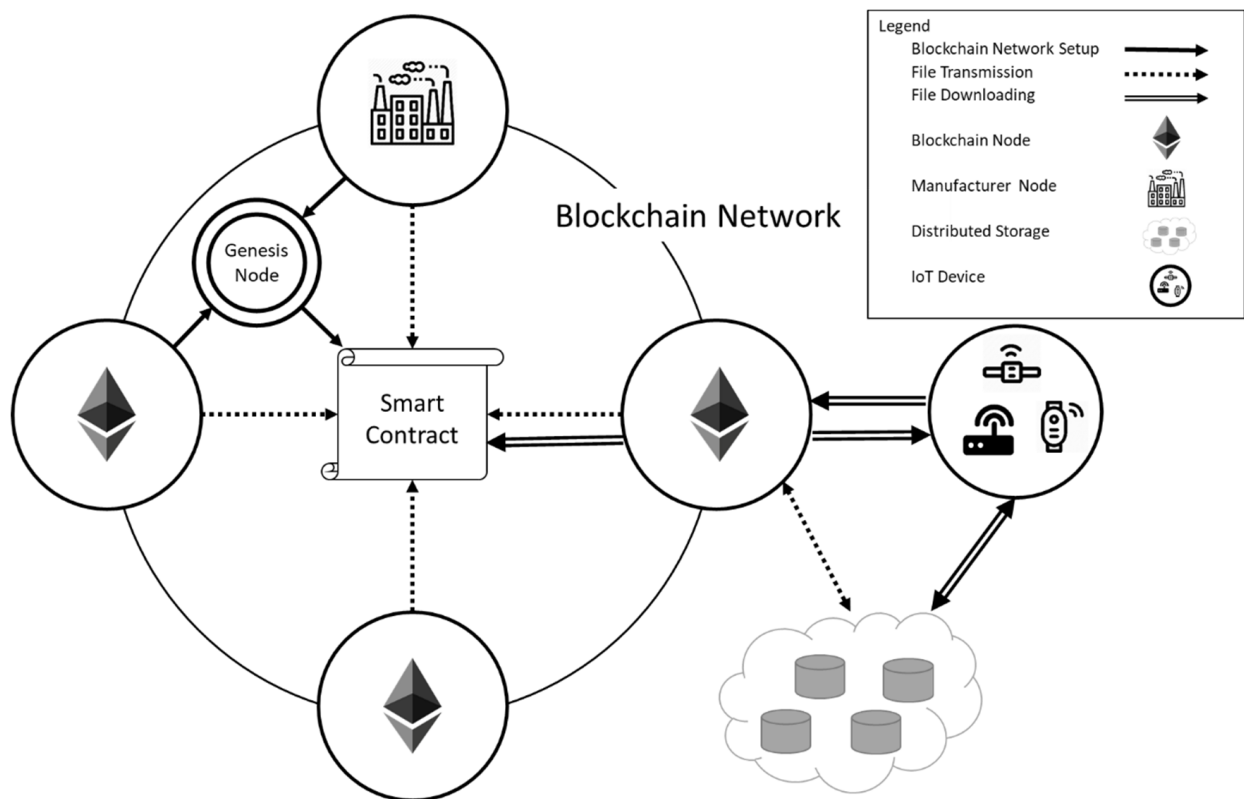 Legend
Blockchain Network Setup
File Transmission
File Downloading
Blockchain Node
Manufacturer Node
Distributed Storage
IoT Device
Blockchain Network
Genesis
Node
Smart
Contract